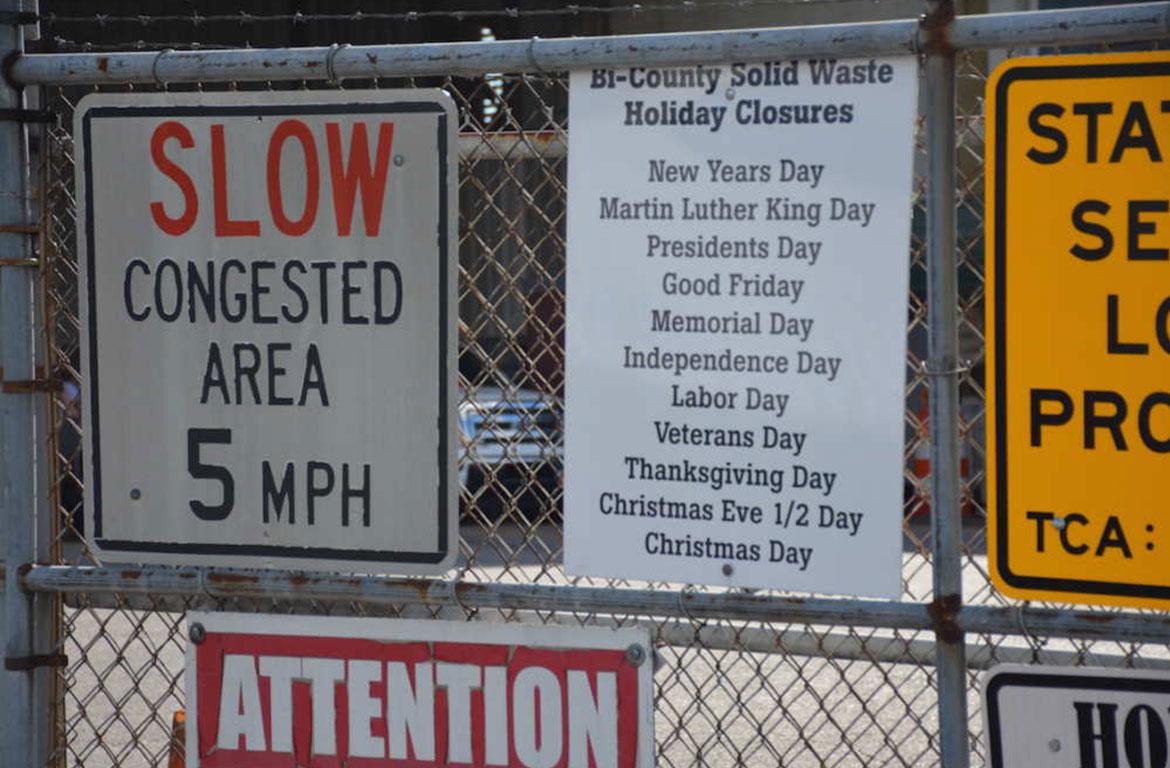 SLOW
CONGESTED
AREA
5 MPH
Bi-County Solid Waste
Holiday Closures
New Years Day
Martin Luther King Day
Presidents Day
Good Friday
Memorial Day
Independence Day
Labor Day
Veterans Day
Thanksgiving Day
Christmas Eve 1/2 Day
Christmas Day
TCA:
ATTENTION